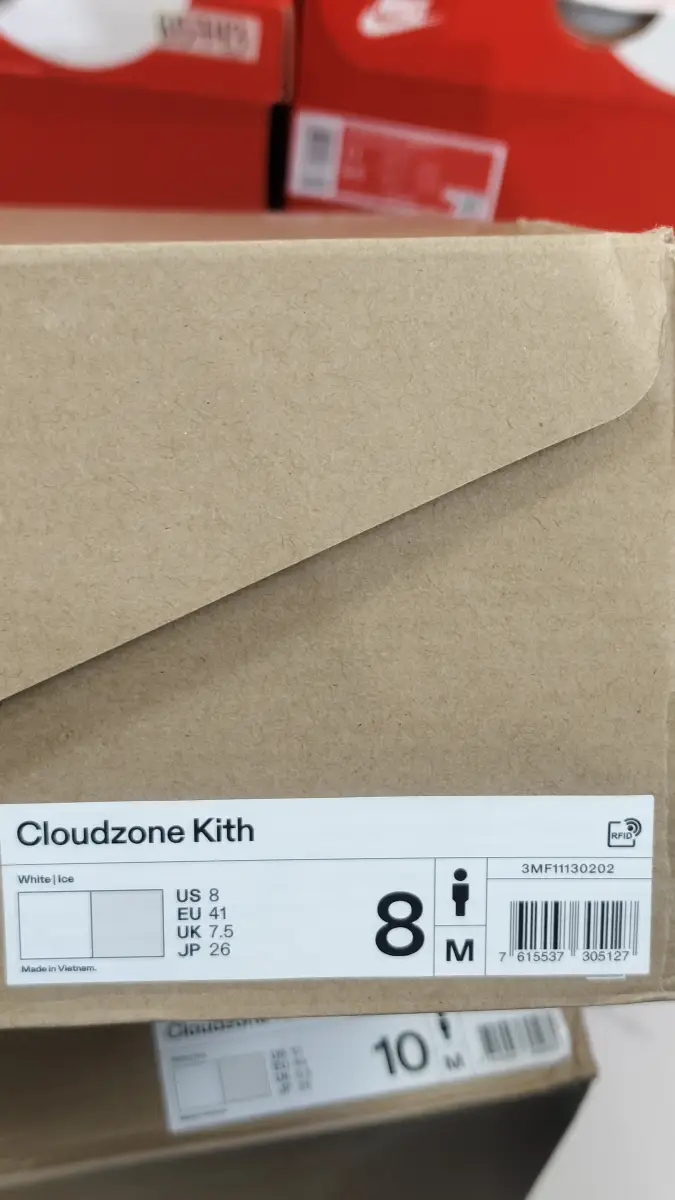 Cloudzone Kith
RFID
White | Ice
US 8
EU 41
UK 7.5
JP 26
8
M
3MF11130202
7 615537 305127
Made in Vietnam.
Cloudzone
10
M